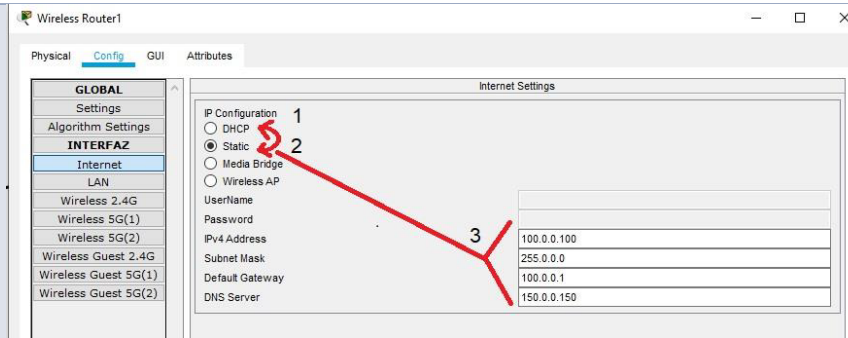 Wireless Router1
Physical Config GUI Attributes
GLOBAL
Settings
Algorithm Settings
INTERFAZ
Internet
LAN
Wireless 2.4G
Wireless 5G(1)
Wireless 5G(2)
Wireless Guest 2.4G
Wireless Guest 5G(1)
Wireless Guest 5G(2)
Internet Settings
IP Configuration 1
DHCP
Static 2
Media Bridge
Wireless AP
UserName
Password
3
IPv4 Address 100.0.0.100
Subnet Mask 255.0.0.0
Default Gateway 100.0.0.1
DNS Server 150.0.0.150